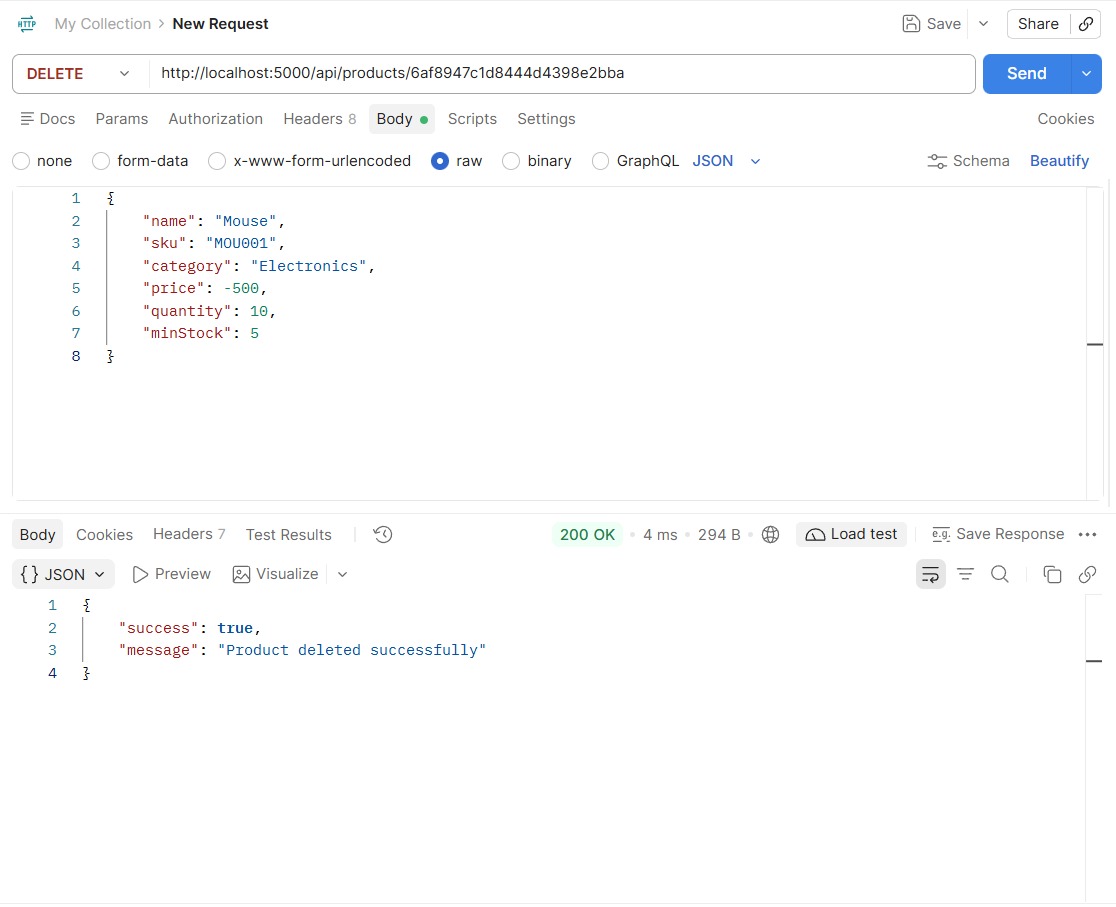 HTTP My Collection > New Request Save Share
DELETE http://localhost:5000/api/products/6af8947c1d8444d4398e2bba Send
Docs Params Authorization Headers 8 Body Scripts Settings Cookies
none form-data x-www-form-urlencoded raw binary GraphQL JSON Schema Beautify
1 {
2 "name": "Mouse",
3 "sku": "MOU001",
4 "category": "Electronics",
5 "price": -500,
6 "quantity": 10,
7 "minStock": 5
8 }
Body Cookies Headers 7 Test Results 200 OK • 4 ms • 294 B • Load test e.g. Save Response
{} JSON Preview Visualize
1 {
2 "success": true,
3 "message": "Product deleted successfully"
4 }